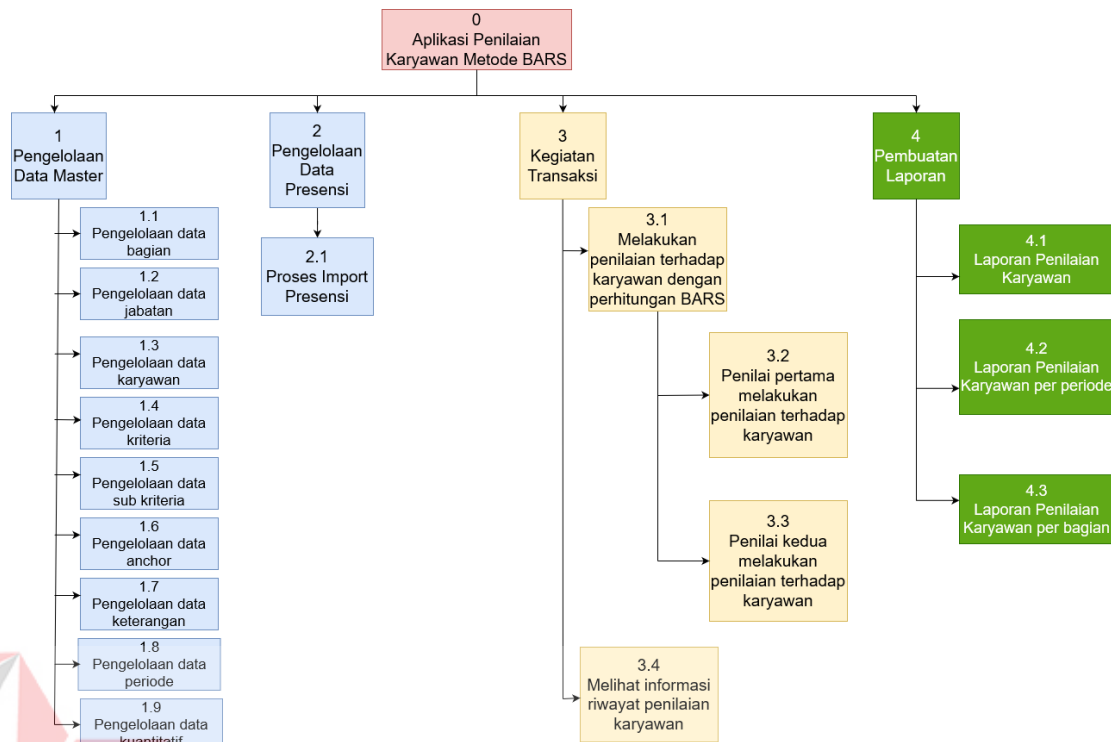 0
Aplikasi Penilaian
Karyawan Metode BARS
1
Pengelolaan
Data Master
1.1
Pengelolaan data
bagian
1.2
Pengelolaan data
jabatan
1.3
Pengelolaan data
karyawan
1.4
Pengelolaan data
kriteria
1.5
Pengelolaan data
sub kriteria
1.6
Pengelolaan data
anchor
1.7
Pengelolaan data
keterangan
1.8
Pengelolaan data
periode
1.9
Pengelolaan data
kuantitatif
2
Pengelolaan
Data
Presensi
2.1
Proses Import
Presensi
3
Kegiatan
Transaksi
3.1
Melakukan
penilaian terhadap
karyawan dengan
perhitungan BARS
3.2
Penilai pertama
melakukan
penilaian terhadap
karyawan
3.3
Penilai kedua
melakukan
penilaian terhadap
karyawan
3.4
Melihat informasi
riwayat penilaian
karyawan
4
Pembuatan
Laporan
4.1
Laporan Penilaian
Karyawan
4.2
Laporan Penilaian
Karyawan per periode
4.3
Laporan Penilaian
Karyawan per bagian